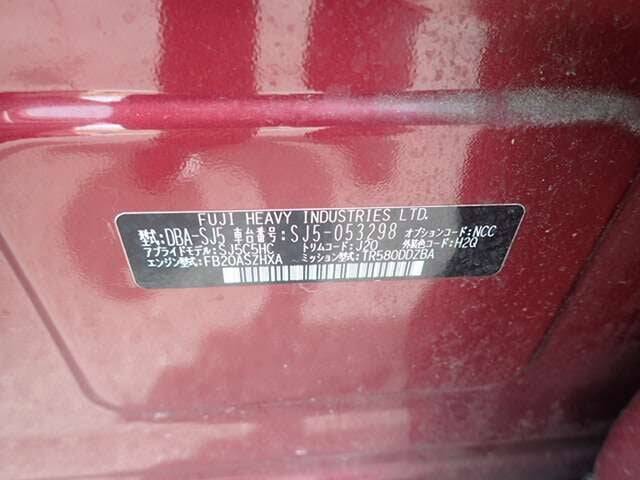 FUJI HEAVY INDUSTRIES LTD.
型式:DBA-SJ5 車ム番号:SJ5-053298 オプションコード:NCC
アプライドモデル:SJ5C5HC トリムコード:J20 外装色コード:H2Q
エンジン型式:FB20ASZHXA ミッション型式:TR580DDZBA